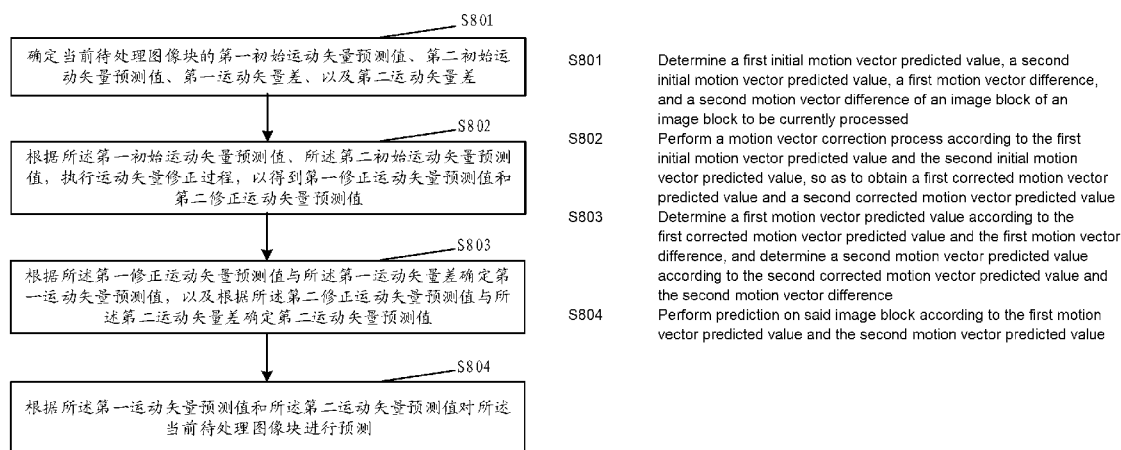 S801
确定当前待处理图像块的第一初始运动矢量预测值、第二初始运
动矢量预测值、第一运动矢量差、以及第二运动矢量差
S802
根据所述第一初始运动矢量预测值、所述第二初始运动矢量预测
值，执行运动矢量修正过程，以得到第一修正运动矢量预测值和
第二修正运动矢量预测值
S803
根据所述第一修正运动矢量预测值与所述第一运动矢量差确定第
一运动矢量预测值，以及根据所述第二修正运动矢量预测值与所
述第二运动矢量差确定第二运动矢量预测值
S804
根据所述第一运动矢量预测值和所述第二运动矢量预测值对所述
当前待处理图像块进行预测
S801 Determine a first initial motion vector predicted value, a second
initial motion vector predicted value, a first motion vector difference,
and a second motion vector difference of an image block of an
image block to be currently processed
S802 Perform a motion vector correction process according to the first
initial motion vector predicted value and the second initial motion
vector predicted value, so as to obtain a first corrected motion vector
predicted value and a second corrected motion vector predicted value
S803 Determine a first motion vector predicted value according to the
first corrected motion vector predicted value and the first motion vector
difference, and determine a second motion vector predicted value
according to the second corrected motion vector predicted value and
the second motion vector difference
S804 Perform prediction on said image block according to the first motion
vector predicted value and the second motion vector predicted value